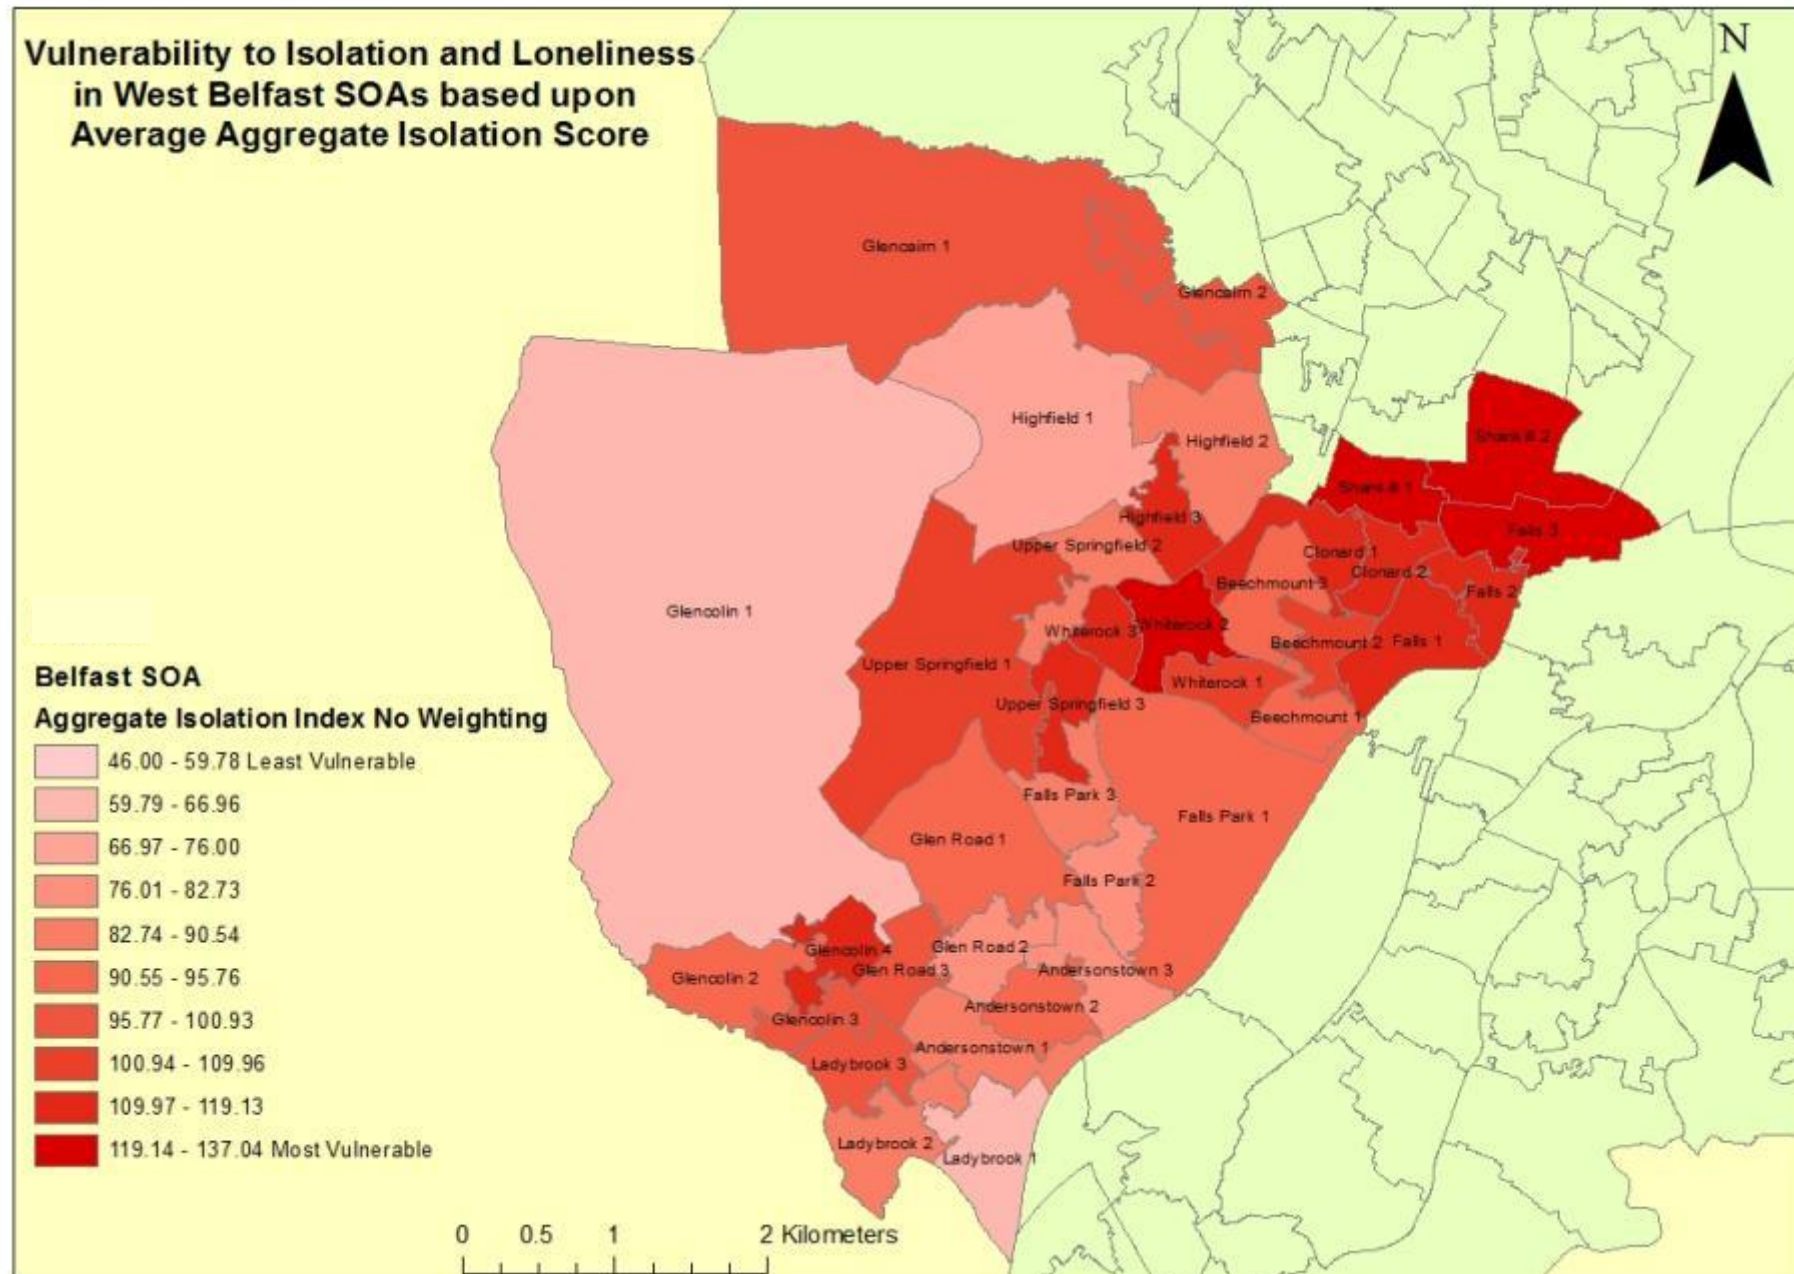 Vulnerability to Isolation and Loneliness
in West Belfast SOAs based upon
Average Aggregate Isolation Score
N
Glencairn 1
Glencairn 2
Highfield 1
Highfield 2
Shankill 2
Shankill 1
Highfield 3
Falls 3
Upper Springfield 2
Clonard 1
Clonard 2
Beechmount 3
Falls 2
Glencolin 1
Whiterock 3
Whiterock 2
Beechmount 2
Falls 1
Upper Springfield 1
Whiterock 1
Upper Springfield 3
Beechmount 1
Falls Park 3
Falls Park 1
Glen Road 1
Falls Park 2
Glencolin 4
Glen Road 2
Glencolin 2
Glen Road 3
Andersonstown 3
Andersonstown 2
Glencolin 3
Andersonstown 1
Ladybrook 3
Ladybrook 2
Ladybrook 1
Belfast SOA
Aggregate Isolation Index No Weighting
46.00 - 59.78 Least Vulnerable
59.79 - 66.96
66.97 - 76.00
76.01 - 82.73
82.74 - 90.54
90.55 - 95.76
95.77 - 100.93
100.94 - 109.96
109.97 - 119.13
119.14 - 137.04 Most Vulnerable
0 0.5 1 2 Kilometers